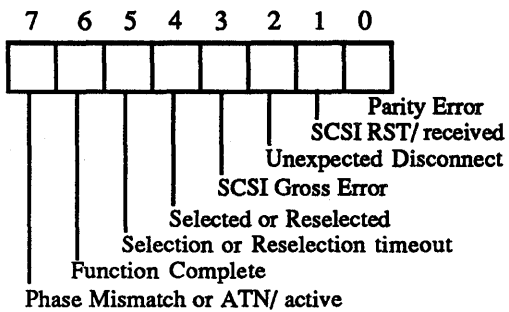 7 6 5 4 3 2 1 0
Parity Error
SCSI RST/ received
Unexpected Disconnect
SCSI Gross Error
Selected or Reselected
Selection or Reselection timeout
Function Complete
Phase Mismatch or ATN/ active